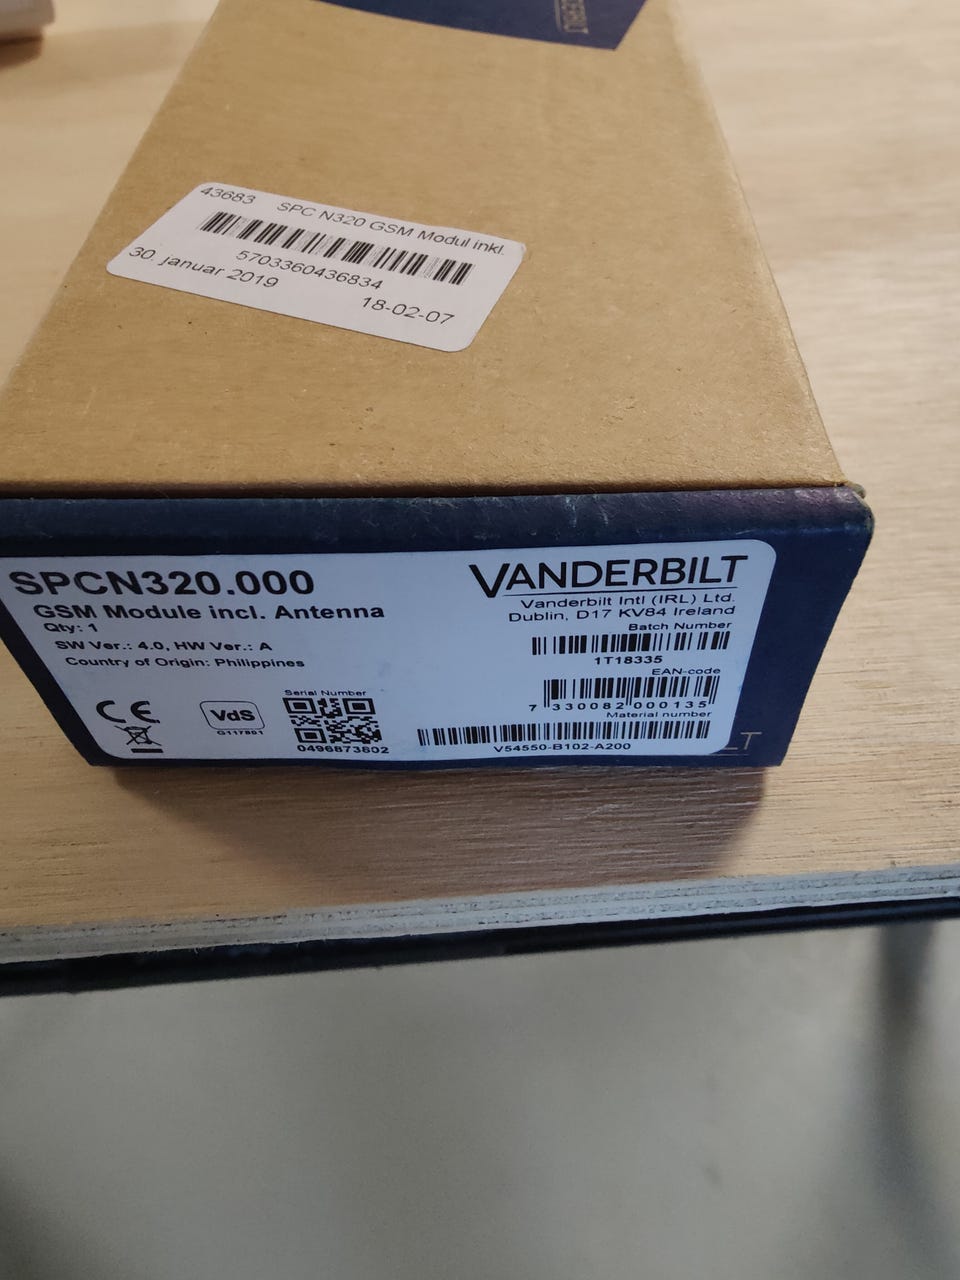 43683 SPC N320 GSM Modul inkl.
5703360436834
30. januar 2019
18-02-07
SPCN320.000
GSM Module incl. Antenna
Qty: 1
SW Ver.: 4.0, HW Ver.: A
Country of Origin: Philippines
CE
VdS
G117801
Serial Number
0496873802
VANDERBILT
Vanderbilt Intl (IRL) Ltd.
Dublin, D17 KV84 Ireland
Batch Number
1T18335
EAN-code
7 330082 000135
Material number
V54550-B102-A200
LT